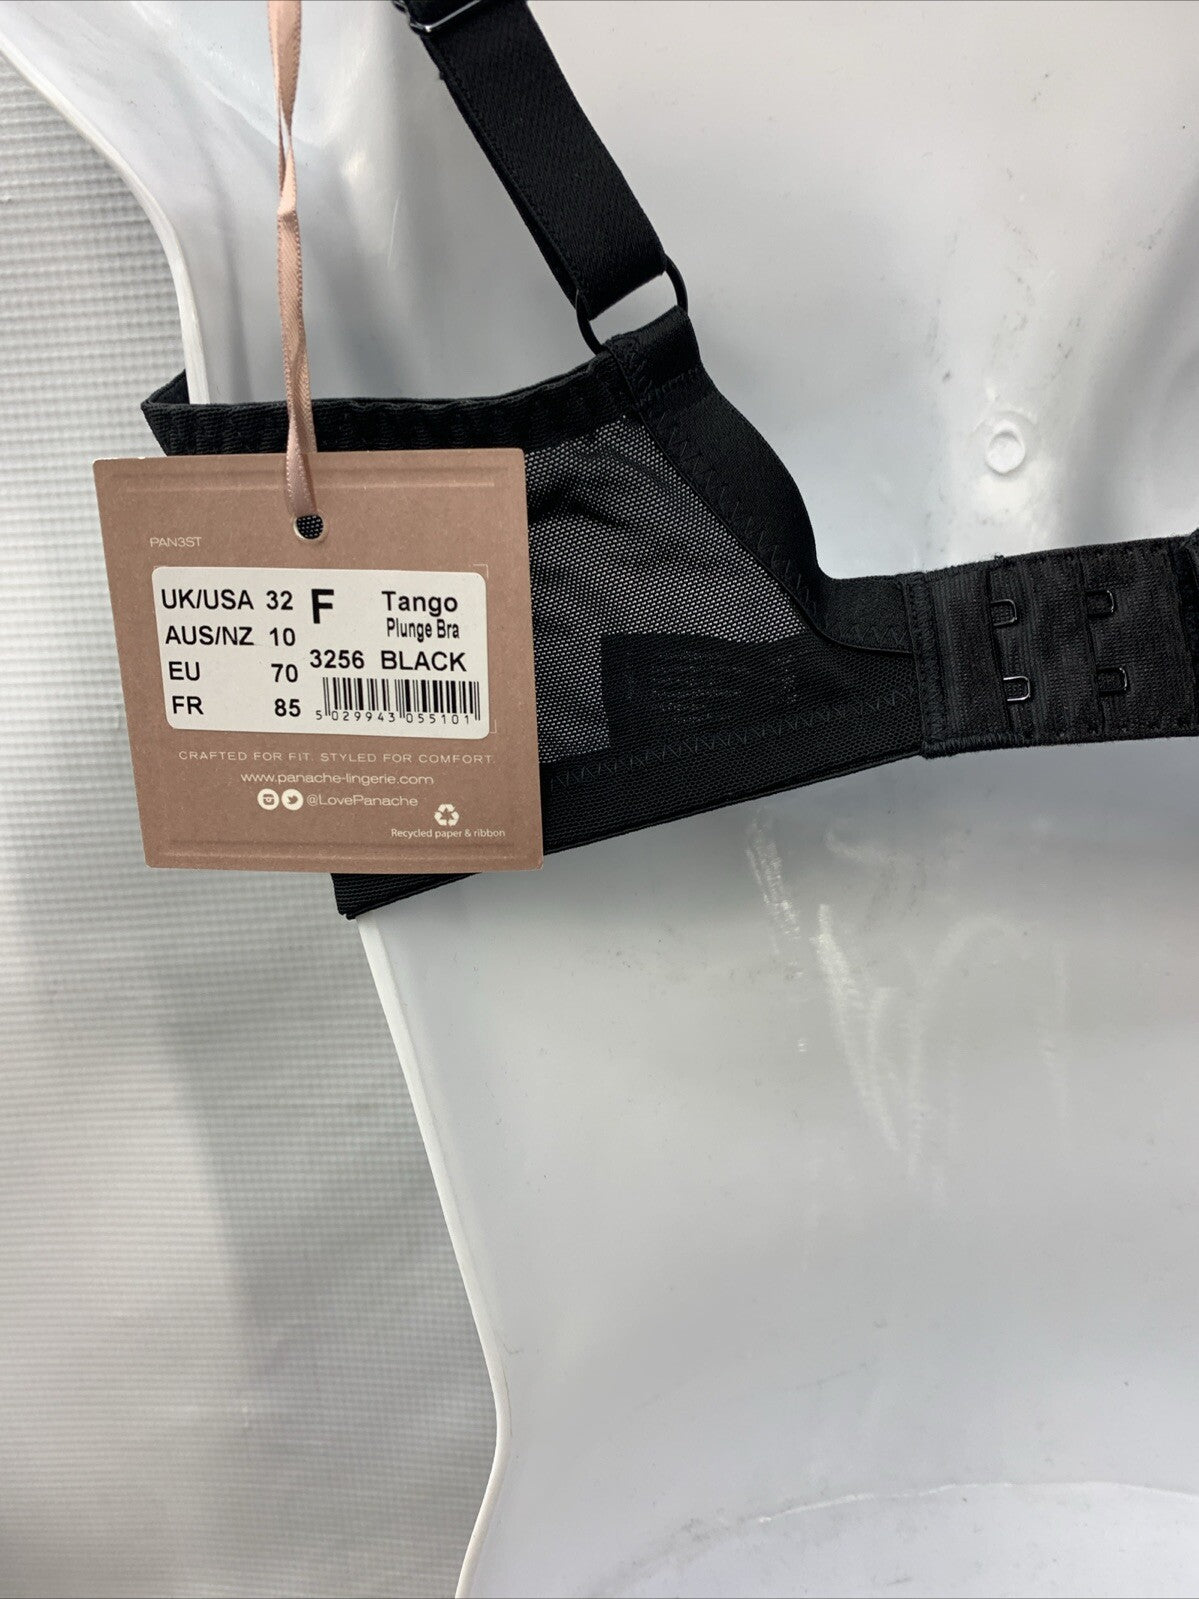 PAN3ST
UK/USA 32 F Tango
Plunge Bra
AUS/NZ 10
EU 70 3256 BLACK
FR 85
5 029943 055101
CRAFTED FOR FIT. STYLED FOR COMFORT.
www.panache-lingerie.com
@LovePanache
Recycled paper & ribbon